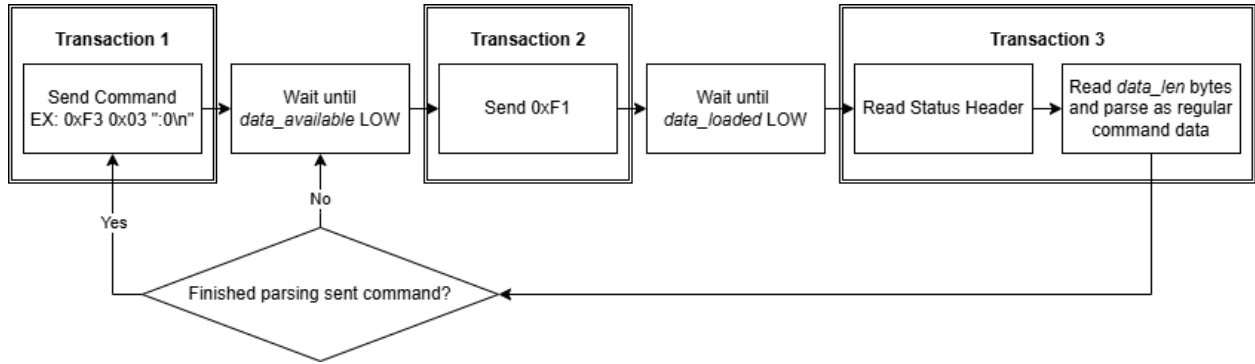 Transaction 1
Send Command
EX: 0xF3 0x03 ":0\n"
Wait until
data_available LOW
Transaction 2
Send 0xF1
Wait until
data_loaded LOW
Transaction 3
Read Status Header
Read data_len bytes
and parse as regular
command data
No
Yes
Finished parsing sent command?